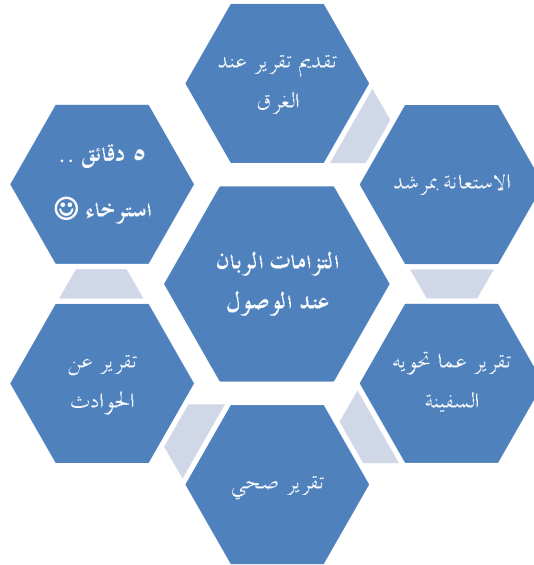 تقديم تقرير عند
الغرق
الاستعانة بمرشد
تقرير عما تحويه
السفينة
تقرير صحي
تقرير عن
الحوادث
٥ دقائق ..
استرخاء ☺
التزامات الربان
عند الوصول